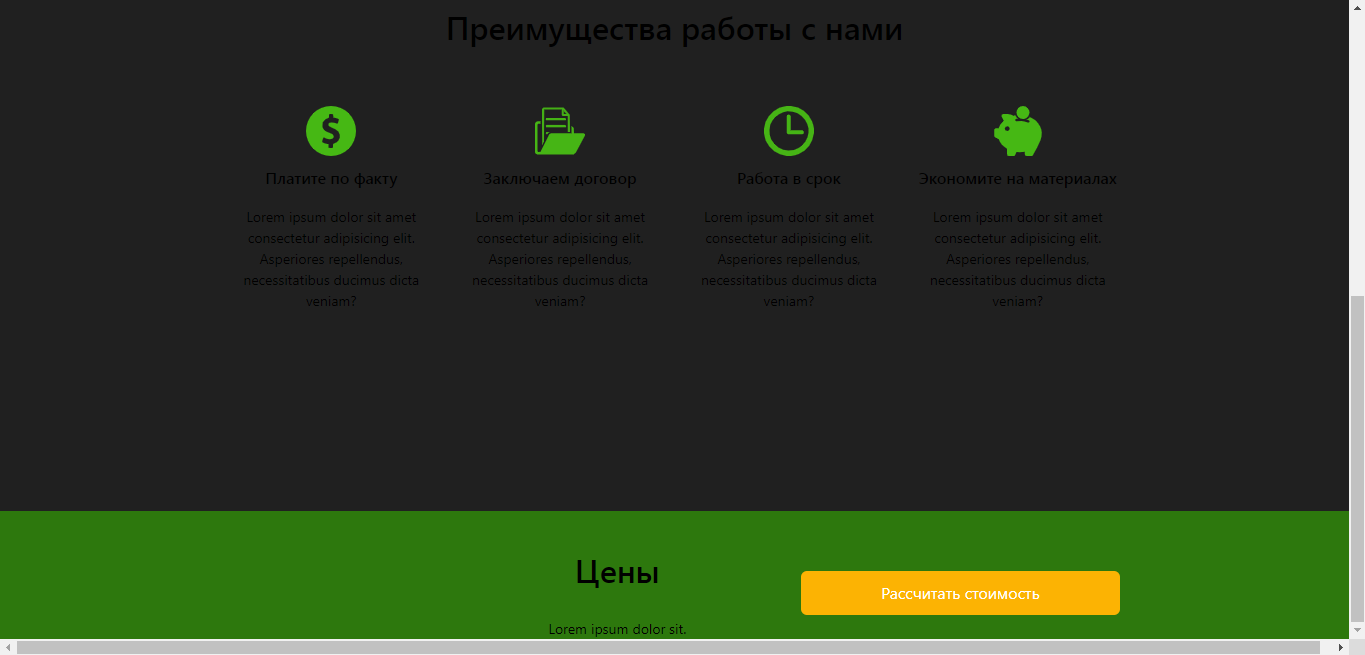 Преимущества работы с нами
Платите по факту
Lorem ipsum dolor sit amet
consectetur adipisicing elit.
Asperiores repellendus,
necessitatibus ducimus dicta
veniam?
Заключаем договор
Lorem ipsum dolor sit amet
consectetur adipisicing elit.
Asperiores repellendus,
necessitatibus ducimus dicta
veniam?
Работа в срок
Lorem ipsum dolor sit amet
consectetur adipisicing elit.
Asperiores repellendus,
necessitatibus ducimus dicta
veniam?
Экономите на материалах
Lorem ipsum dolor sit amet
consectetur adipisicing elit.
Asperiores repellendus,
necessitatibus ducimus dicta
veniam?
Цены
Lorem ipsum dolor sit.
Рассчитать стоимость